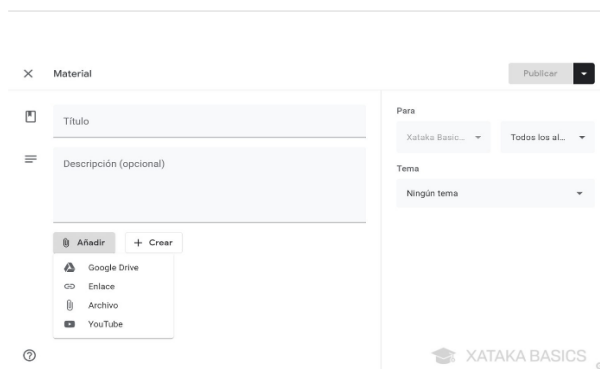 Material
Publicar
Título
Descripción (opcional)
Añadir
Crear
Google Drive
Enlace
Archivo
YouTube
Para
Xataka Basic...
Todos los al...
Tema
Ningún tema
XATAKA BASICS